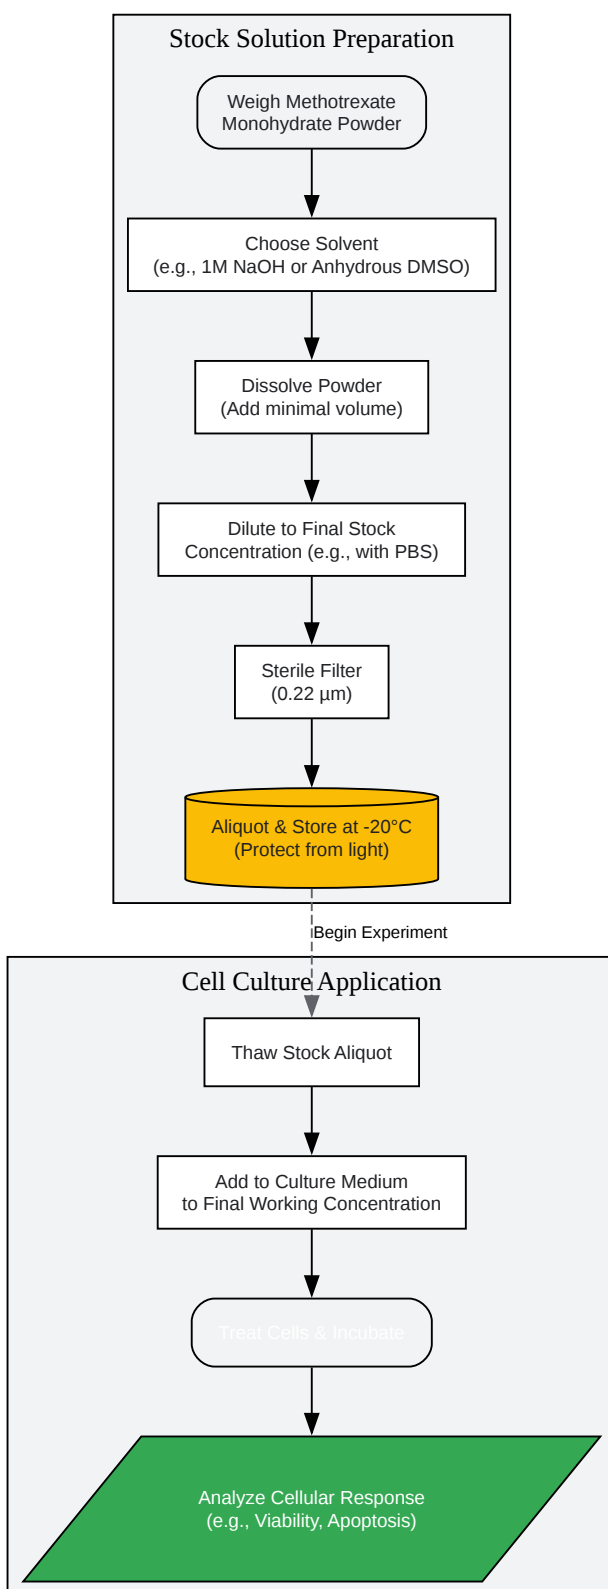 Stock Solution Preparation
Weigh Methotrexate
Monohydrate Powder
Choose Solvent
(e.g., 1M NaOH or Anhydrous DMSO)
Dissolve Powder
(Add minimal volume)
Dilute to Final Stock
Concentration (e.g., with PBS)
Sterile Filter
(0.22 µm)
Aliquot & Store at -20°C
(Protect from light)
Begin Experiment
Cell Culture Application
Thaw Stock Aliquot
Add to Culture Medium
to Final Working Concentration
Treat Cells & Incubate
Analyze Cellular Response
(e.g., Viability, Apoptosis)